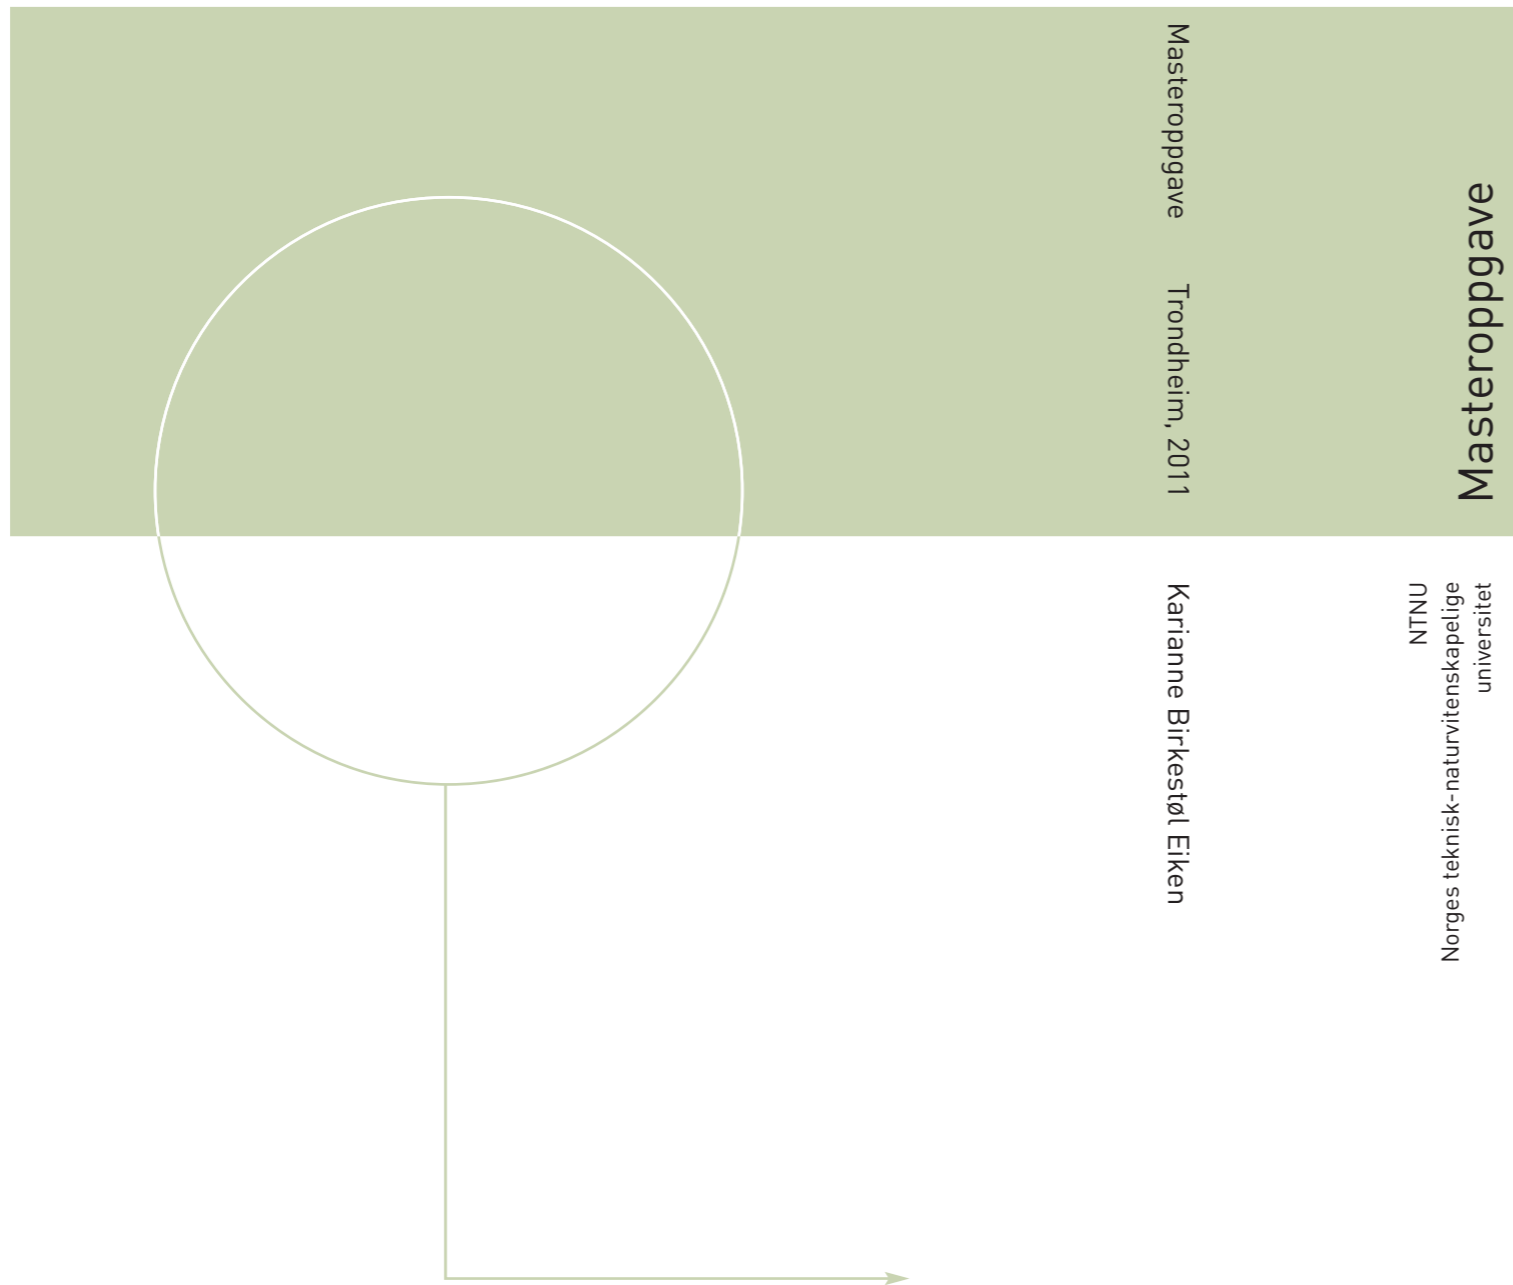 Masteroppgave
NTNU
Norges teknisk-naturvitenskapelige
universitet
Masteroppgave Trondheim, 2011
Karianne Birkestøl Eiken